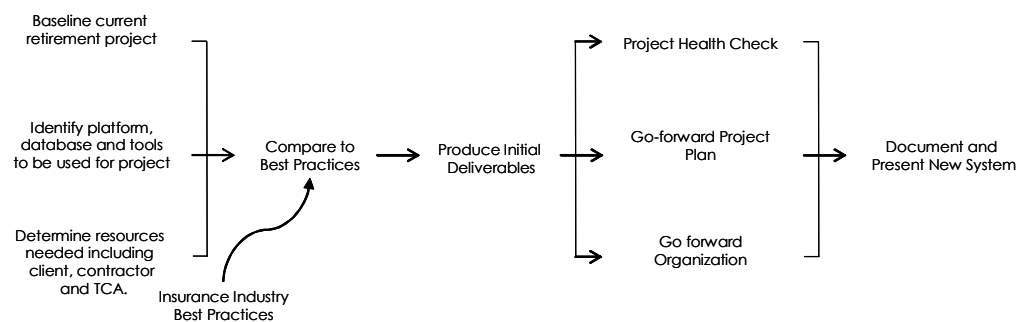 Baseline current
retirement project
Identify platform,
database and tools
to be used for project
Determine resources
needed including
client, contractor
and TCA.
Insurance Industry
Best Practices
Compare to
Best Practices
Produce Initial
Deliverables
Project Health Check
Go-forward Project
Plan
Go forward
Organization
Document and
Present New System